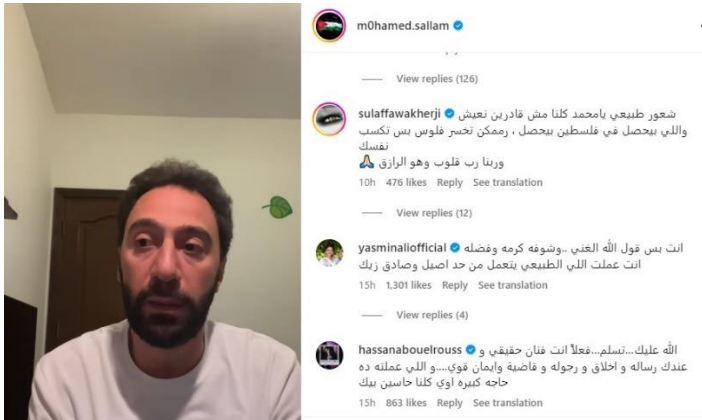 m0hamed.sallam
View replies (126)
sulaffawakherji شعور طبيعي يامحمد كلنا مش قادرين نعيش
واللي بيحصل في فلسطين بيحصل ، رممكن تخسر فلوس بس تكسب
نفسك
وربنا رب قلوب وهو الرازق 🙏🏻
10h 476 likes Reply See translation
View replies (12)
yasminaliofficial انت بس قول الله الغني ..وشوفه كرمه وفضله
انت عملت اللي الطبيعي يتعمل من حد اصيل وصادق زيك
15h 1,301 likes Reply See translation
View replies (4)
hassanabouelrouss الله عليك...تسلم...فعلاً انت فنان حقيقي و
عندك رساله و اخلاق و رجوله و قاضية وايمان قوي....و اللي عملته ده
حاجه كبيره اوي كلنا حاسين بيك
15h 863 likes Reply See translation